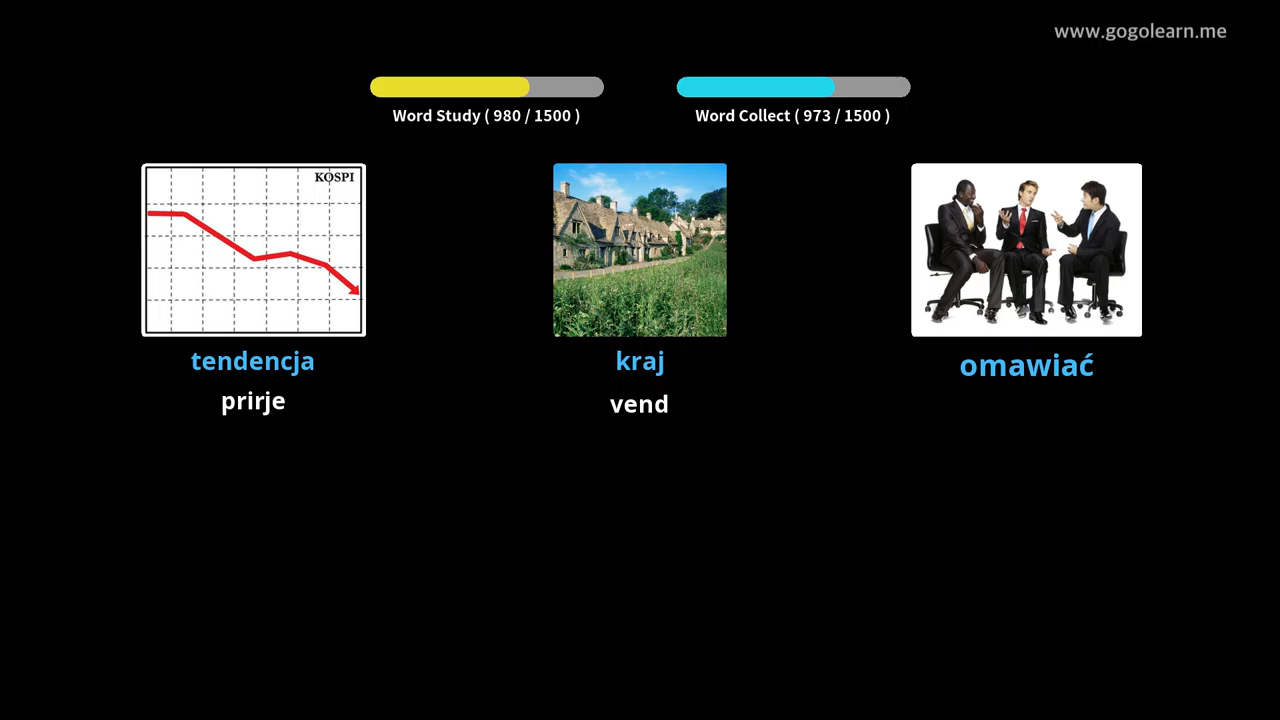 www.gogolearn.me
Word Study ( 980 / 1500 )
Word Collect ( 973 / 1500 )
KOSPI
tendencja
kraj
omawiać
prirje
vend